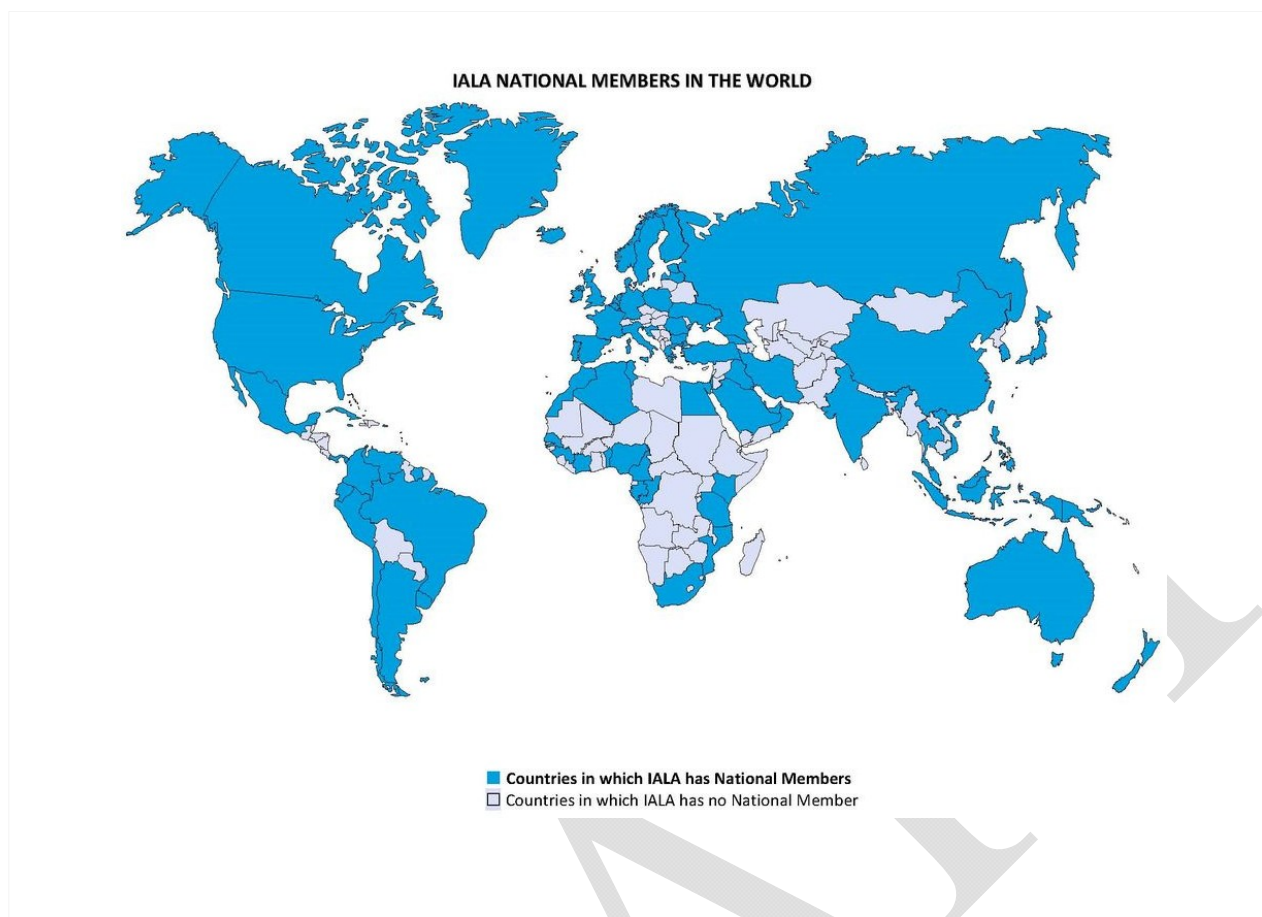 IALA NATIONAL MEMBERS IN THE WORLD
Countries in which IALA has National Members
Countries in which IALA has no National Member